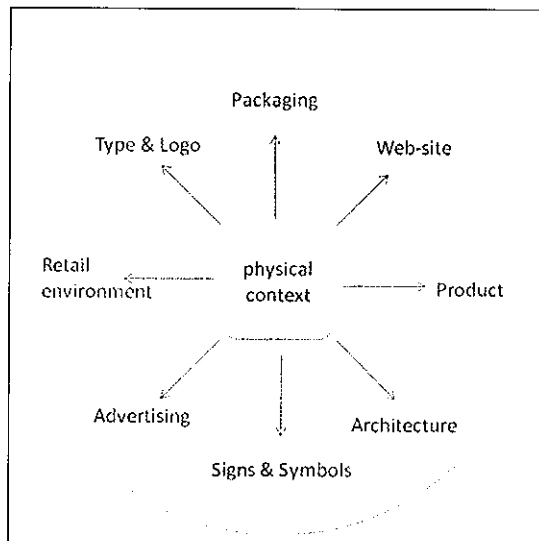 Packaging
Type & Logo
Web-site
Retail
environment
physical
context
Product
Advertising
Architecture
Signs & Symbols